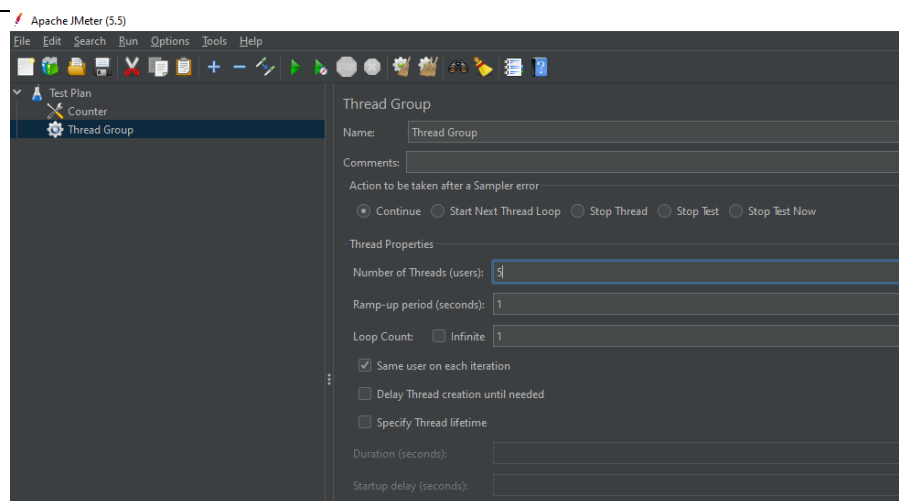 Apache JMeter (5.5)
File Edit Search Run Options Tools Help
Test Plan
Counter
Thread Group
Thread Group
Name: Thread Group
Comments:
Action to be taken after a Sampler error
Continue Start Next Thread Loop Stop Thread Stop Test Stop Test Now
Thread Properties
Number of Threads (users): 5
Ramp-up period (seconds): 1
Loop Count: Infinite 1
Same user on each iteration
Delay Thread creation until needed
Specify Thread lifetime
Duration (seconds):
Startup delay (seconds):